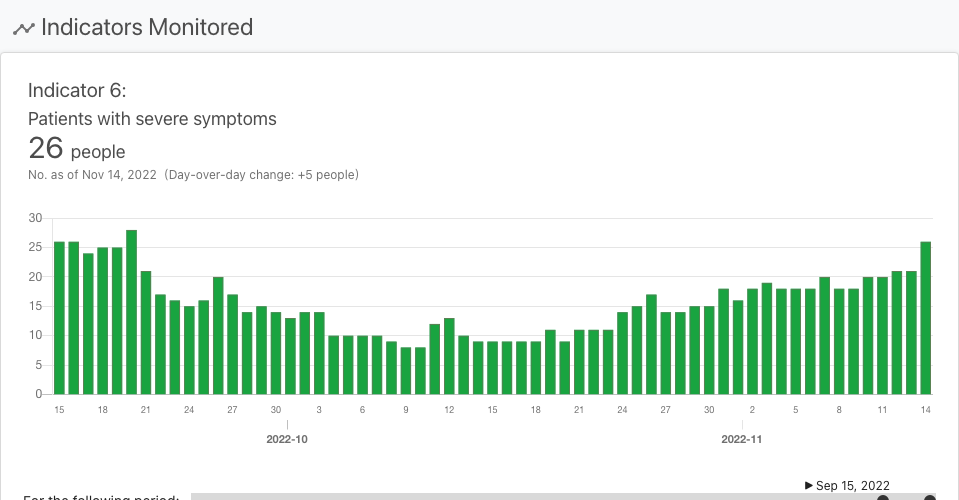 Indicators Monitored
Indicator 6:
Patients with severe symptoms
26 people
No. as of Nov 14, 2022 (Day-over-day change: +5 people)
30
25
20
15
10
5
0
15 18 21 24 27 30 3 6 9 12 15 18 21 24 27 30 2 5 8 11 14
2022-10 2022-11
▶ Sep 15, 2022
For the following period: